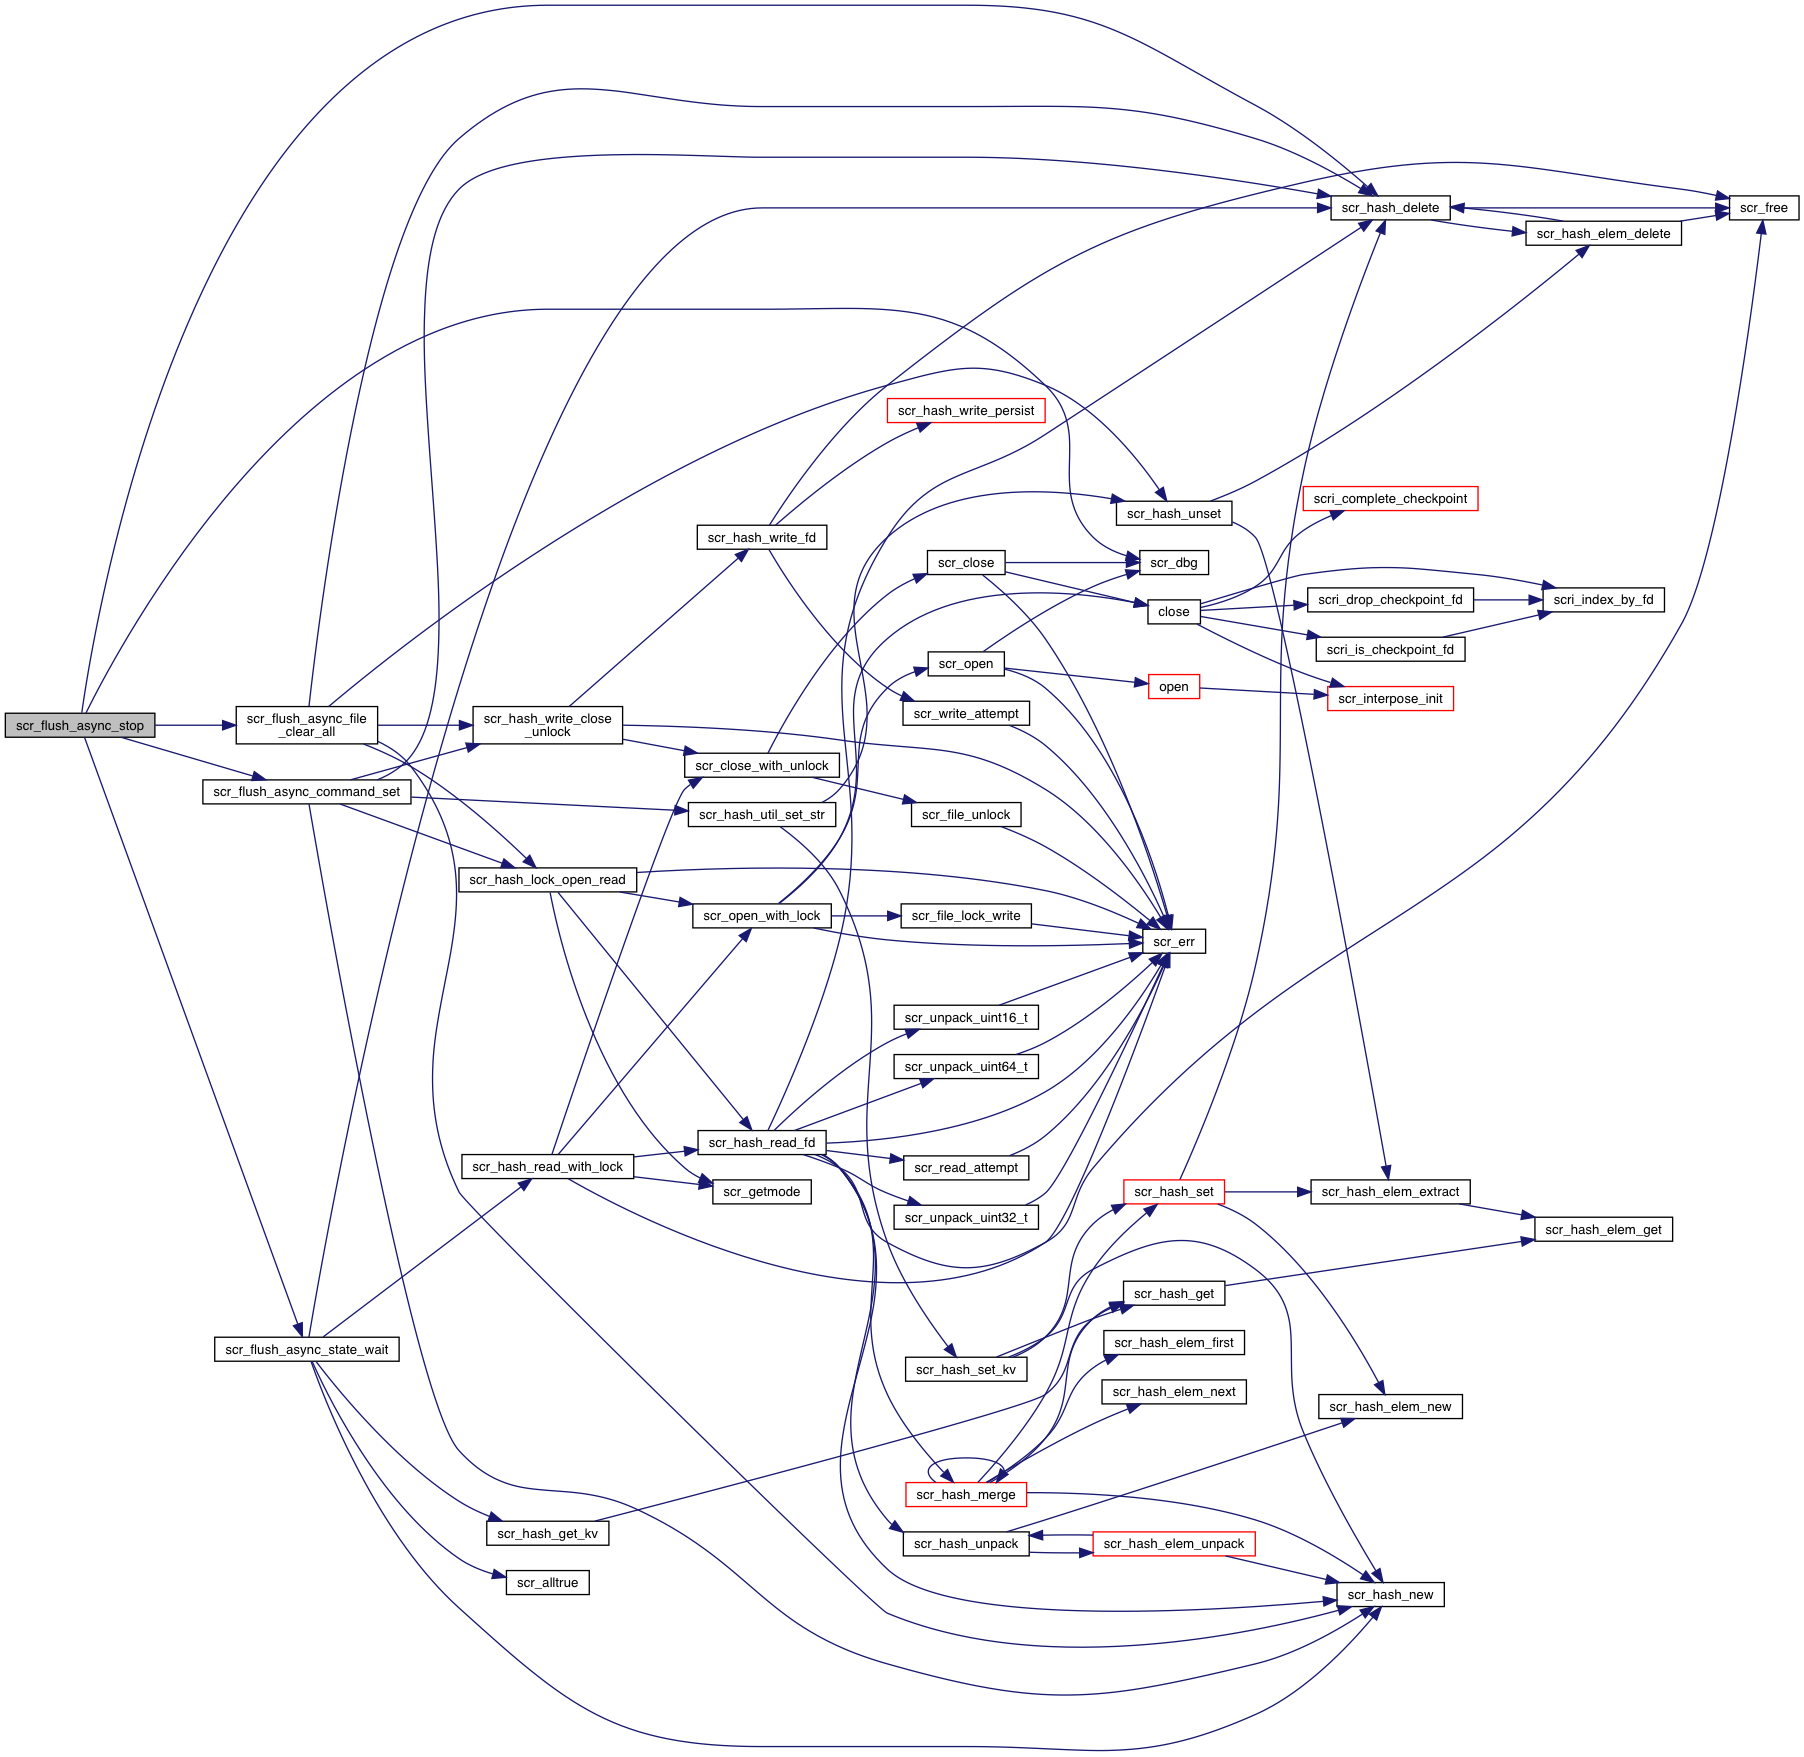 scr_hash_delete
scr_free
scr_hash_elem_delete
scr_hash_write_persist
scri_complete_checkpoint
scr_hash_unset
scr_hash_write_fd
scr_close
scr_dbg
scri_drop_checkpoint_fd
scri_index_by_fd
close
scri_is_checkpoint_fd
scr_open
open
scr_interpose_init
scr_write_attempt
scr_flush_async_stop
scr_flush_async_file
_clear_all
scr_hash_write_close
_unlock
scr_close_with_unlock
scr_flush_async_command_set
scr_hash_util_set_str
scr_file_unlock
scr_hash_lock_open_read
scr_open_with_lock
scr_file_lock_write
scr_err
scr_unpack_uint16_t
scr_unpack_uint64_t
scr_hash_read_fd
scr_hash_read_with_lock
scr_read_attempt
scr_getmode
scr_hash_set
scr_hash_elem_extract
scr_unpack_uint32_t
scr_hash_elem_get
scr_hash_get
scr_flush_async_state_wait
scr_hash_elem_first
scr_hash_set_kv
scr_hash_elem_next
scr_hash_elem_new
scr_hash_merge
scr_hash_get_kv
scr_hash_unpack
scr_hash_elem_unpack
scr_alltrue
scr_hash_new